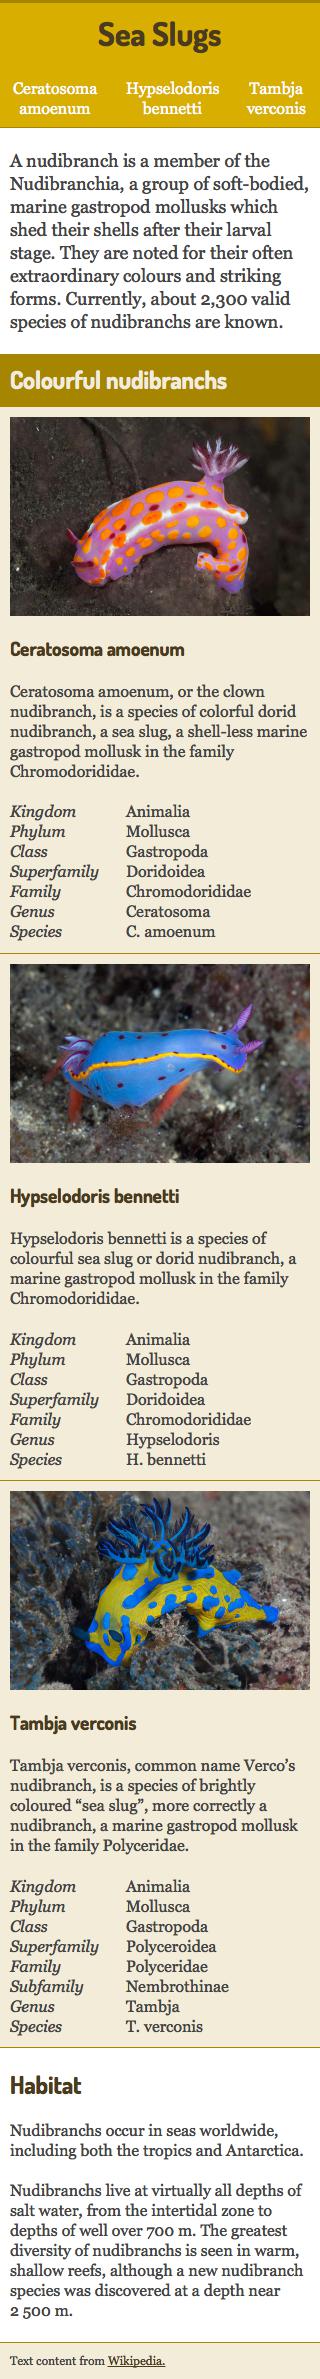 Sea Slugs
Ceratosoma amoenum
Hypselodoris bennetti
Tambja verconis
A nudibranch is a member of the
Nudibranchia, a group of soft-bodied,
marine gastropod mollusks which
shed their shells after their larval
stage. They are noted for their often
extraordinary colours and striking
forms. Currently, about 2,300 valid
species of nudibranchs are known.
Colourful nudibranchs
Ceratosoma amoenum
Ceratosoma amoenum, or the clown
nudibranch, is a species of colorful dorid
nudibranch, a sea slug, a shell-less marine
gastropod mollusk in the family
Chromodorididae.
Kingdom Animalia
Phylum Mollusca
Class Gastropoda
Superfamily Doridoidea
Family Chromodorididae
Genus Ceratosoma
Species C. amoenum
Hypselodoris bennetti
Hypselodoris bennetti is a species of
colourful sea slug or dorid nudibranch, a
marine gastropod mollusk in the family
Chromodorididae.
Kingdom Animalia
Phylum Mollusca
Class Gastropoda
Superfamily Doridoidea
Family Chromodorididae
Genus Hypselodoris
Species H. bennetti
Tambja verconis
Tambja verconis, common name Verco’s
nudibranch, is a species of brightly
coloured “sea slug”, more correctly a
nudibranch, a marine gastropod mollusk
in the family Polyceridae.
Kingdom Animalia
Phylum Mollusca
Class Gastropoda
Superfamily Polyceroidea
Family Polyceridae
Subfamily Nembrothinae
Genus Tambja
Species T. verconis
Habitat
Nudibranchs occur in seas worldwide,
including both the tropics and Antarctica.
Nudibranchs live at virtually all depths of
salt water, from the intertidal zone to
depths of well over 700 m. The greatest
diversity of nudibranchs is seen in warm,
shallow reefs, although a new nudibranch
species was discovered at a depth near
2 500 m.
Text content from Wikipedia.